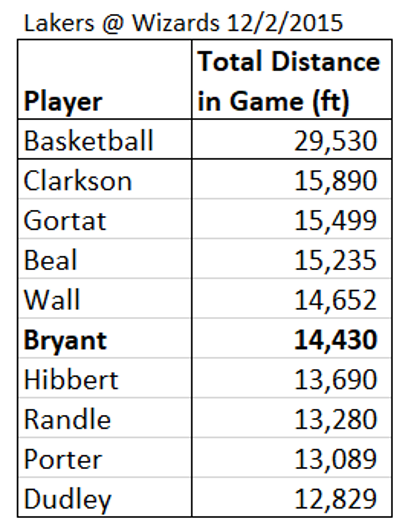 Lakers @ Wizards 12/2/2015
Player Total Distance in Game (ft)
Basketball 29,530
Clarkson 15,890
Gortat 15,499
Beal 15,235
Wall 14,652
Bryant 14,430
Hibbert 13,690
Randle 13,280
Porter 13,089
Dudley 12,829